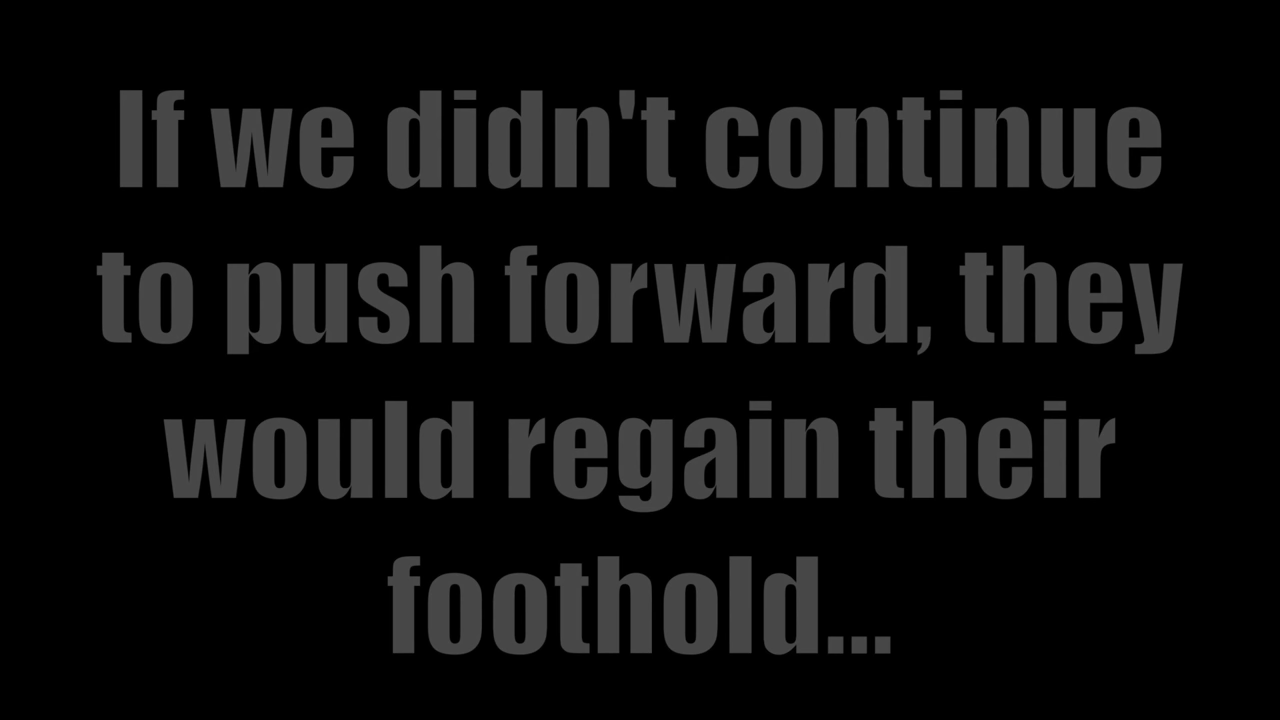 If we didn't continue
to push forward, they
would regain their
foothold...